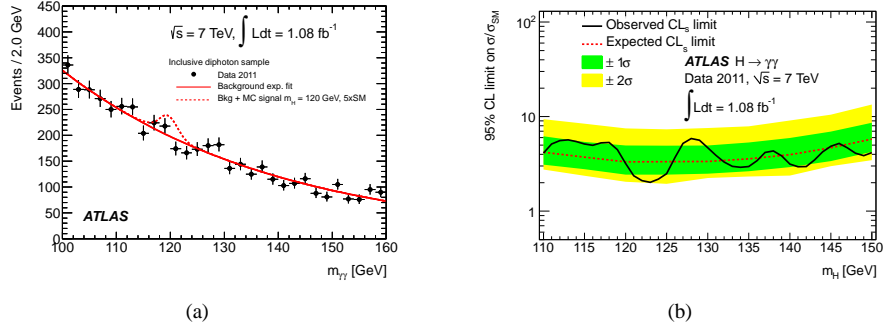 Events / 2.0 GeV
450
400
350
300
250
200
150
100
50
0
√s = 7 TeV, ∫ Ldt = 1.08 fb⁻¹
Inclusive diphoton sample
Data 2011
Background exp. fit
Bkg + MC signal m_H = 120 GeV, 5xSM
ATLAS
100 110 120 130 140 150 160
m_γγ [GeV]
(a)
95% CL limit on σ/σ_SM
10²
10
1
Observed CL_s limit
Expected CL_s limit
± 1σ
± 2σ
ATLAS H → γγ
Data 2011, √s = 7 TeV
∫ Ldt = 1.08 fb⁻¹
110 115 120 125 130 135 140 145 150
m_H [GeV]
(b)